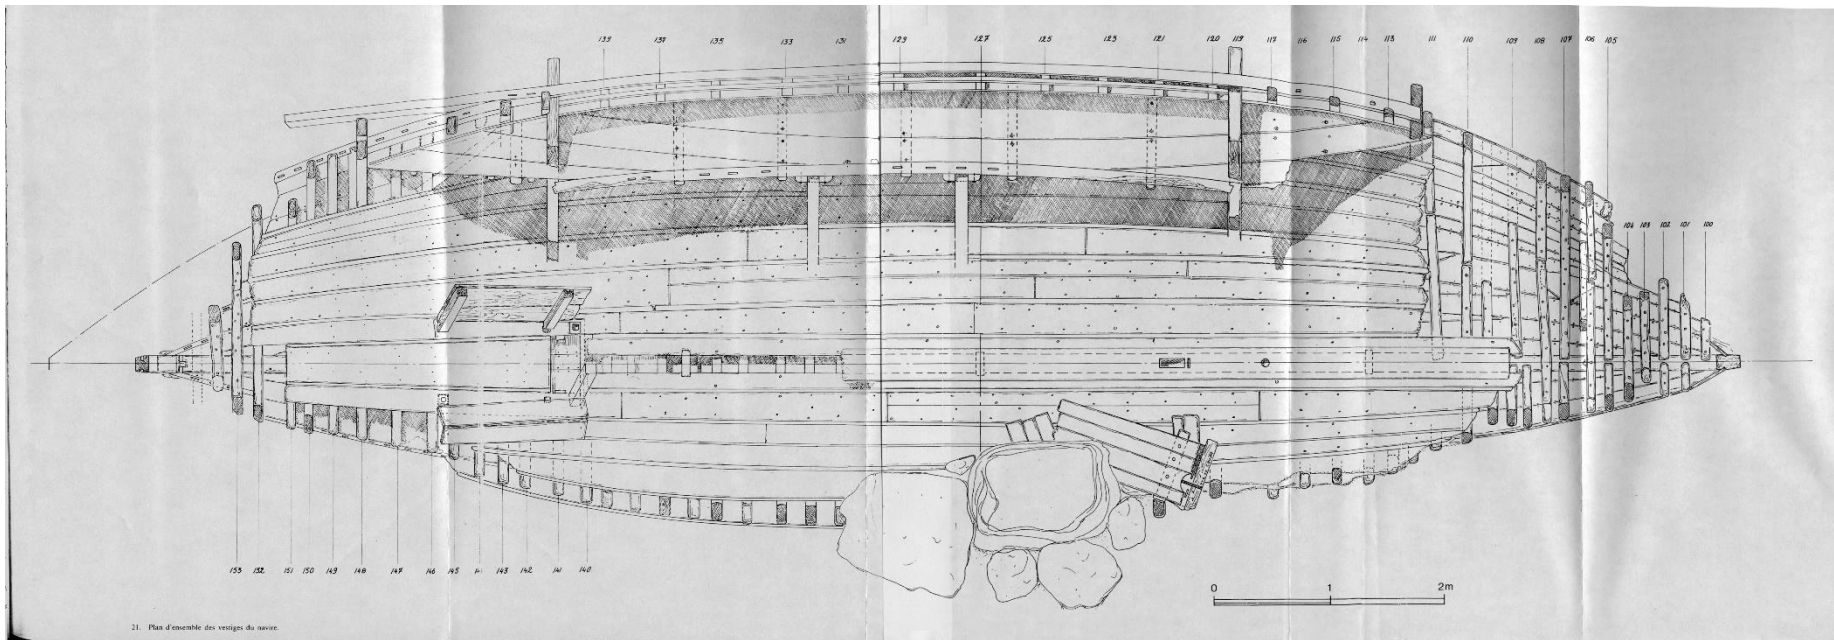 139 137 135 133 131 129 127 125 123 121 120 119 117 116 115 114 113 111 110 109 108 107 106 105
104 103 102 101 100
153 152 151 150 149 148 147 146 145 143 142 141 140
0 1 2m
21. Plan d'ensemble des vestiges du navire.